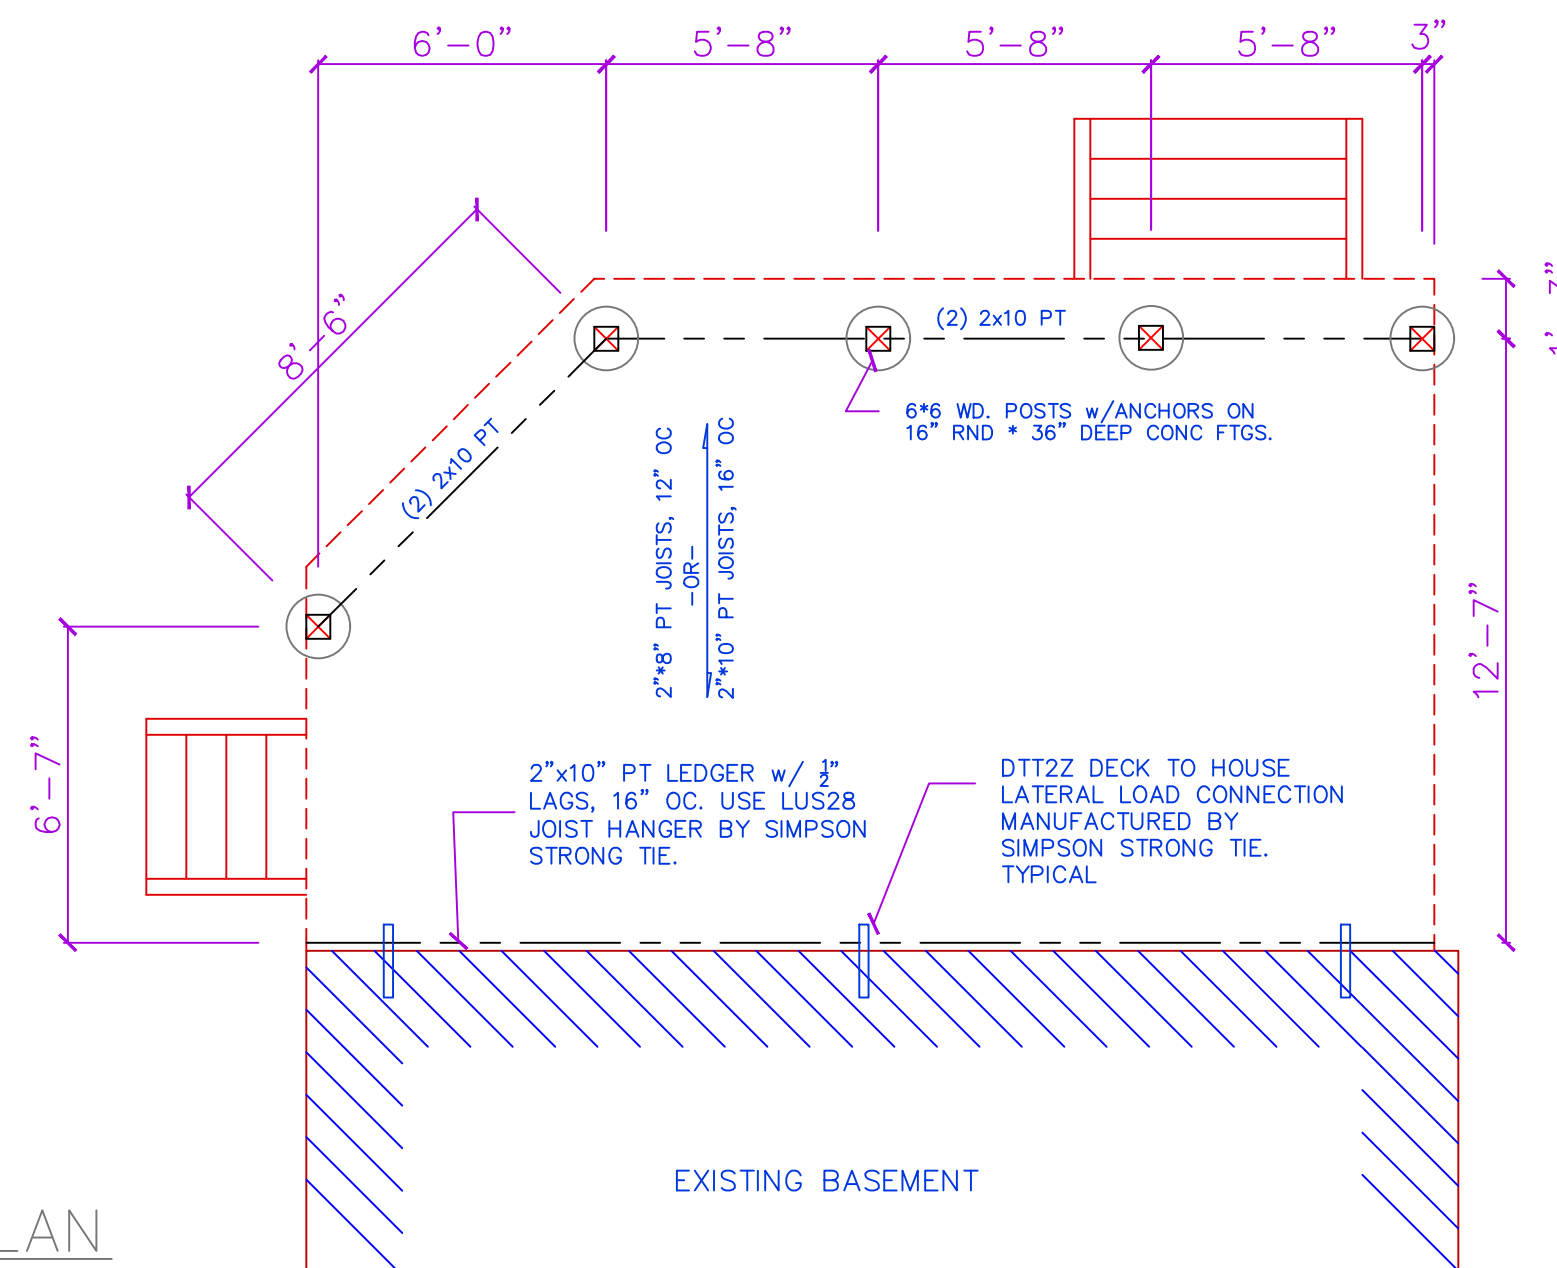 6'-0"
5'-8"
5'-8"
5'-8"
3"
8'-6"
(2) 2x10 PT
(2) 2x10 PT
6*6 WD. POSTS w/ANCHORS ON
16" RND * 36" DEEP CONC FTGS.
2"*8" PT JOISTS, 12" OC
-OR-
2"*10" PT JOISTS, 16" OC
12'-7"
6'-7"
2"x10" PT LEDGER w/ ½"
LAGS, 16" OC. USE LUS28
JOIST HANGER BY SIMPSON
STRONG TIE.
DTT2Z DECK TO HOUSE
LATERAL LOAD CONNECTION
MANUFACTURED BY
SIMPSON STRONG TIE.
TYPICAL
EXISTING BASEMENT